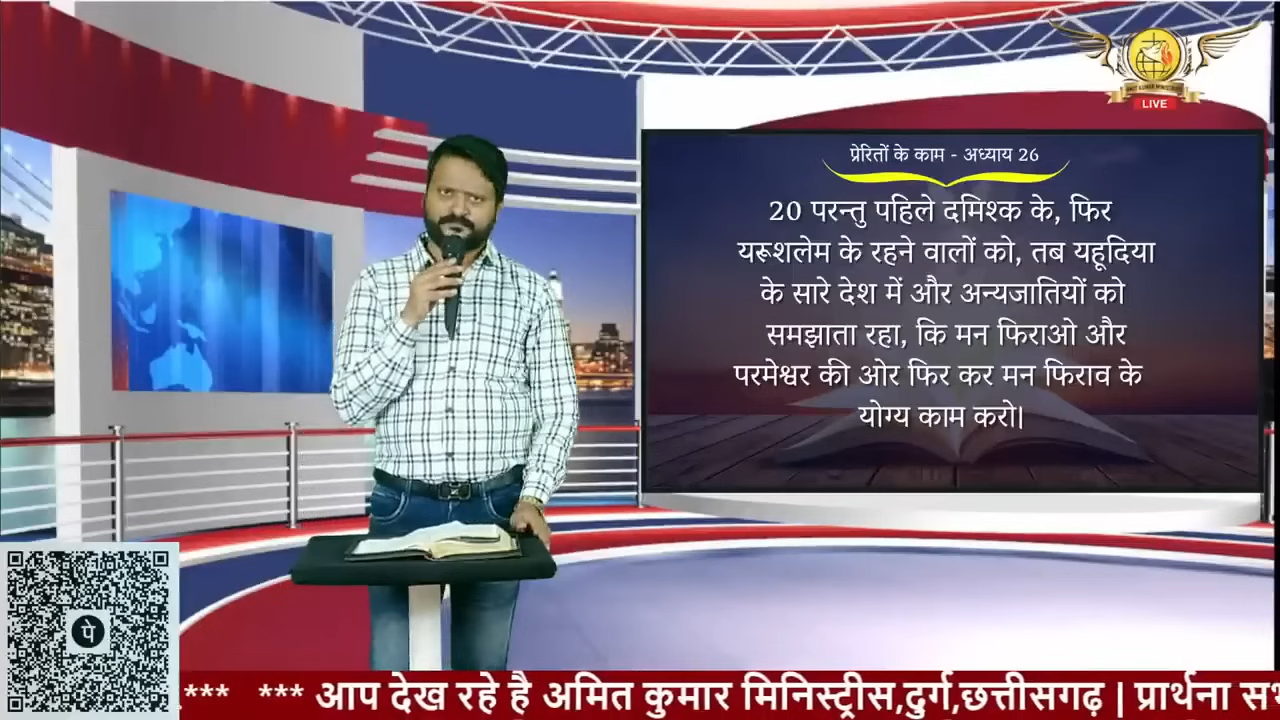 LIVE
प्रेरितों के काम - अध्याय 26
20 परन्तु पहिले दमिश्क के, फिर
यरूशलेम के रहने वालों को, तब यहूदिया
के सारे देश में और अन्यजातियों को
समझाता रहा, कि मन फिराओ और
परमेश्वर की ओर फिर कर मन फिराव के
योग्य काम करो|
पे
*** *** आप देख रहे है अमित कुमार मिनिस्ट्रीस,दुर्ग,छत्तीसगढ़ | प्रार्थना